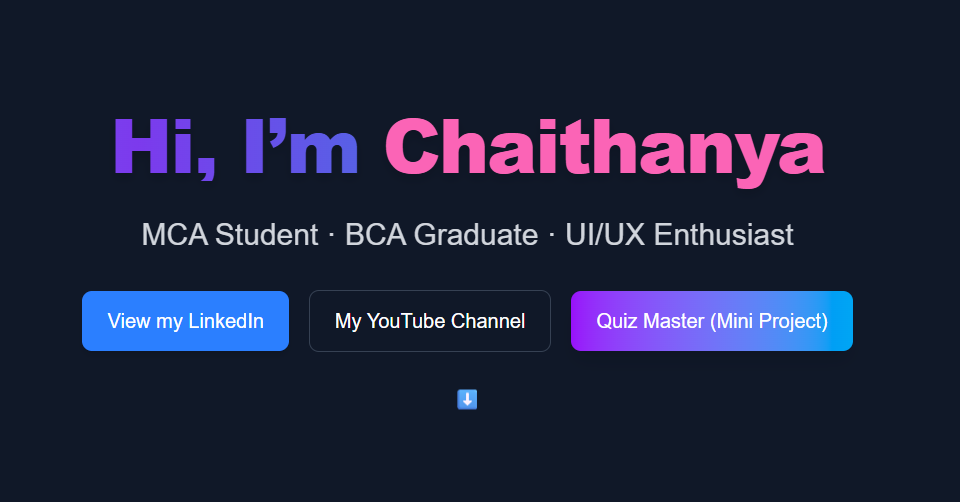 Hi, I’m Chaithanya
MCA Student · BCA Graduate · UI/UX Enthusiast
View my LinkedIn
My YouTube Channel
Quiz Master (Mini Project)